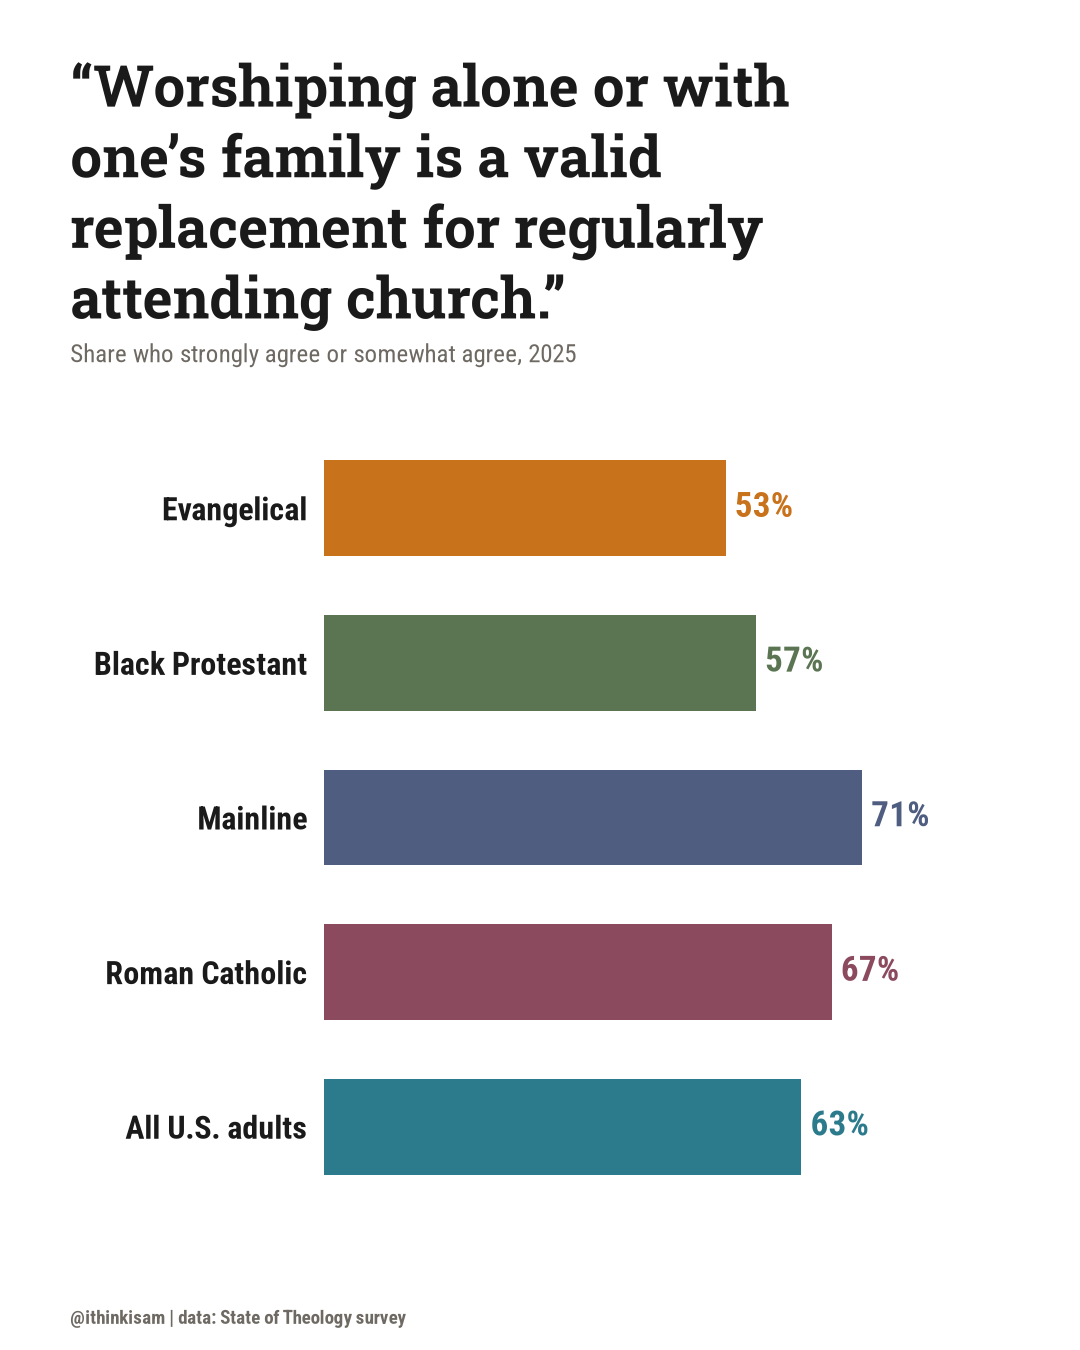 “Worshiping alone or with
one’s family is a valid
replacement for regularly
attending church.”
Share who strongly agree or somewhat agree, 2025
Evangelical 53%
Black Protestant 57%
Mainline 71%
Roman Catholic 67%
All U.S. adults 63%
@ithinkisam | data: State of Theology survey